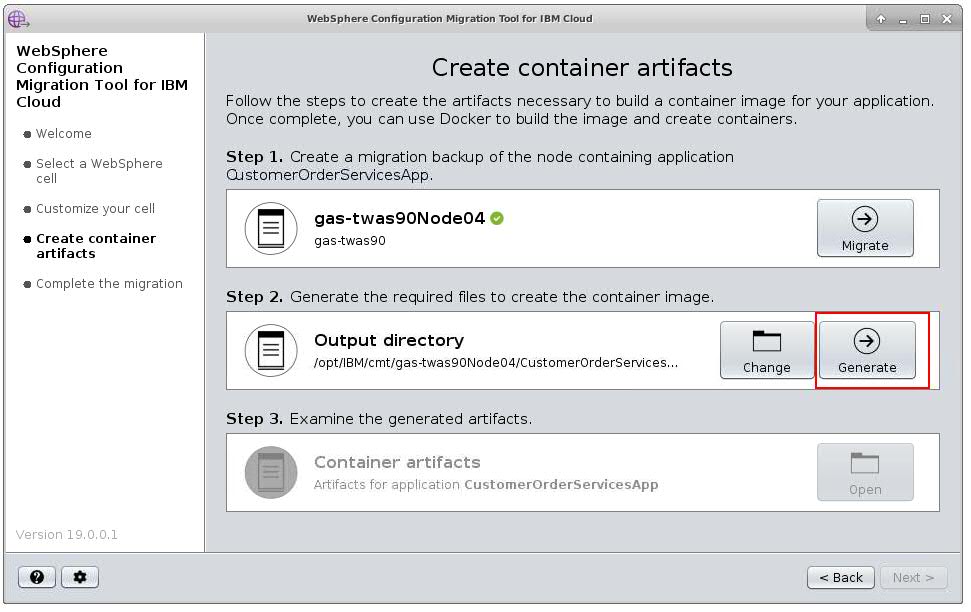 WebSphere Configuration Migration Tool for IBM Cloud
WebSphere
Configuration
Migration Tool for IBM
Cloud
Welcome
Select a WebSphere
cell
Customize your cell
Create container
artifacts
Complete the migration
Version 19.0.0.1
Create container artifacts
Follow the steps to create the artifacts necessary to build a container image for your application.
Once complete, you can use Docker to build the image and create containers.
Step 1. Create a migration backup of the node containing application
CustomerOrderServicesApp.
gas-twas90Node04
gas-twas90
Migrate
Step 2. Generate the required files to create the container image.
Output directory
/opt/IBM/cmt/gas-twas90Node04/CustomerOrderServices...
Change
Generate
Step 3. Examine the generated artifacts.
Container artifacts
Artifacts for application CustomerOrderServicesApp
Open
?
< Back
Next >